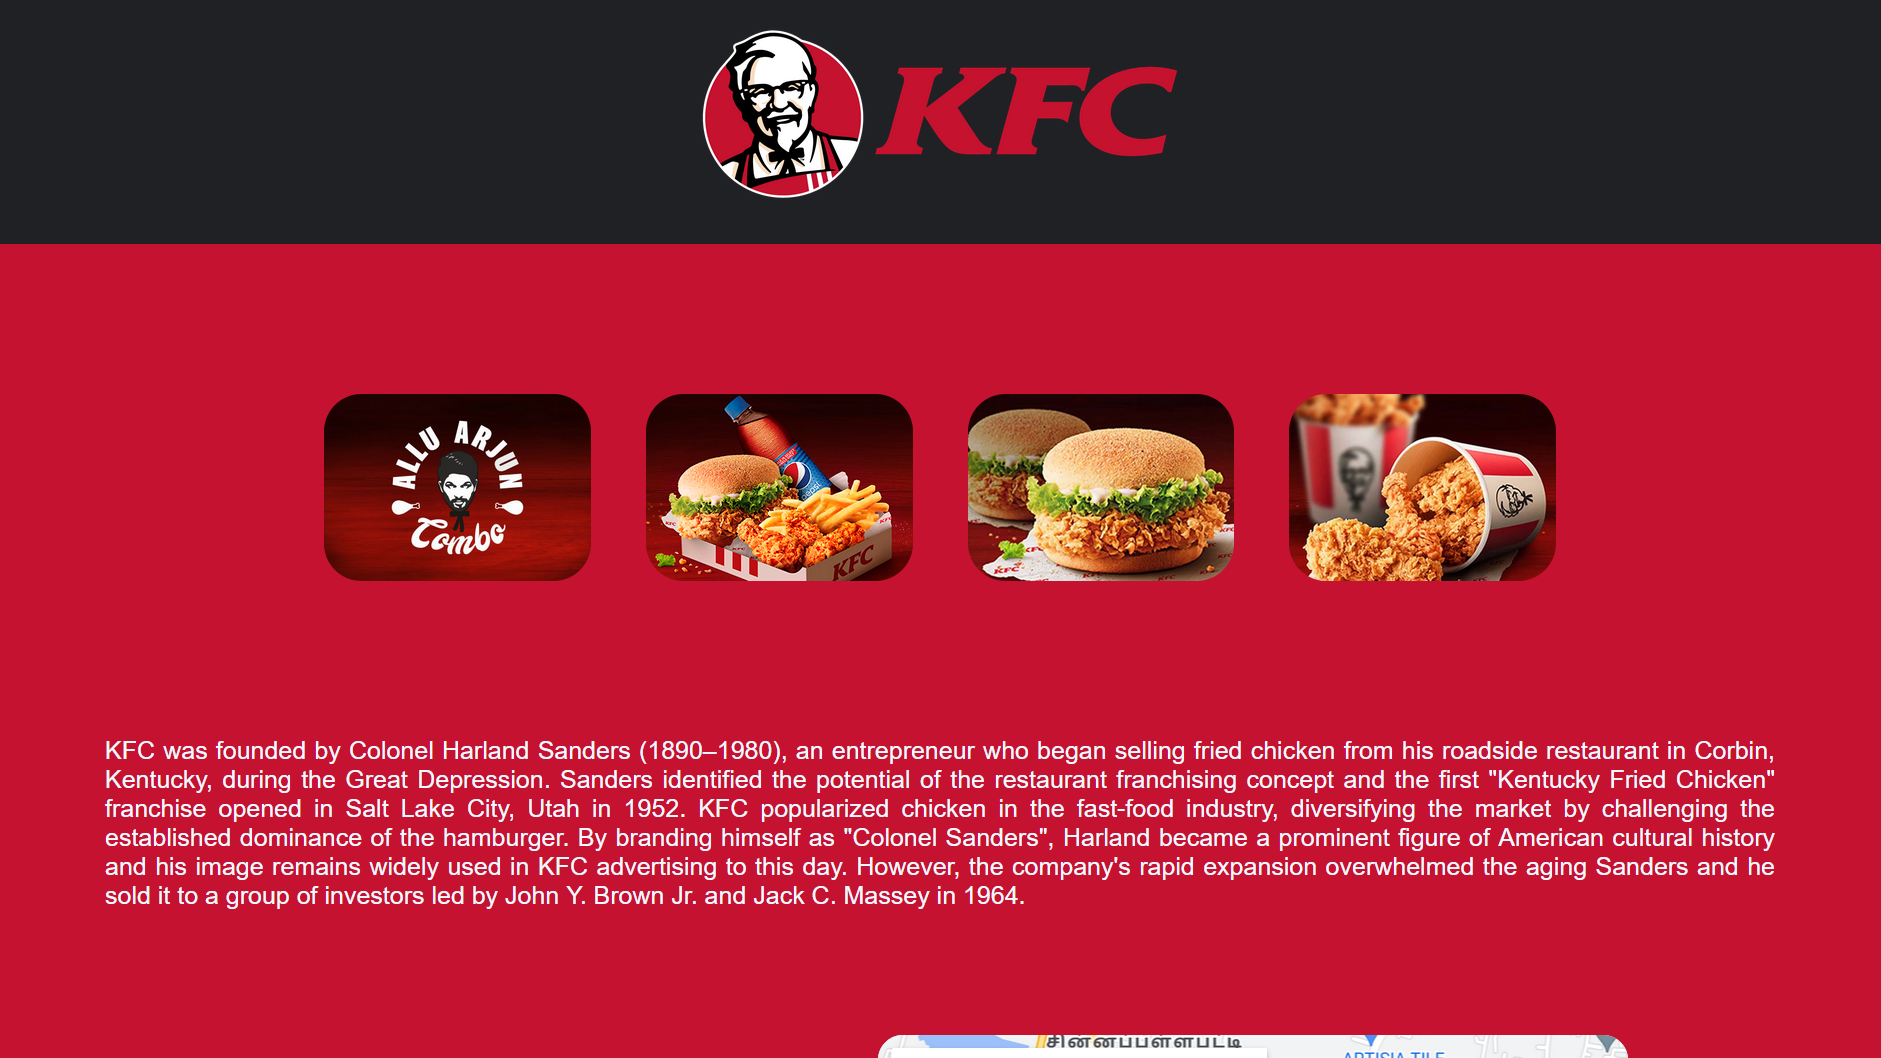 KFC
ALLU ARJUN
Combo
pepsi
KFC
KFC
KFC was founded by Colonel Harland Sanders (1890–1980), an entrepreneur who began selling fried chicken from his roadside restaurant in Corbin,
Kentucky, during the Great Depression. Sanders identified the potential of the restaurant franchising concept and the first "Kentucky Fried Chicken"
franchise opened in Salt Lake City, Utah in 1952. KFC popularized chicken in the fast-food industry, diversifying the market by challenging the
established dominance of the hamburger. By branding himself as "Colonel Sanders", Harland became a prominent figure of American cultural history
and his image remains widely used in KFC advertising to this day. However, the company's rapid expansion overwhelmed the aging Sanders and he
sold it to a group of investors led by John Y. Brown Jr. and Jack C. Massey in 1964.
ARTISIA TILE